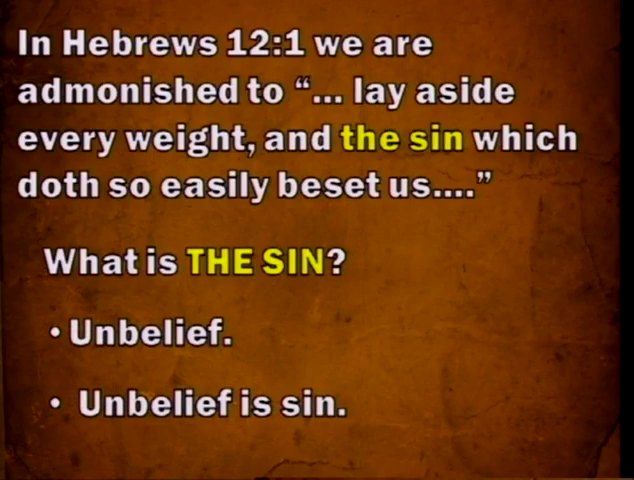 In Hebrews 12:1 we are
admonished to “... lay aside
every weight, and the sin which
doth so easily beset us....”
What is THE SIN?
• Unbelief.
• Unbelief is sin.